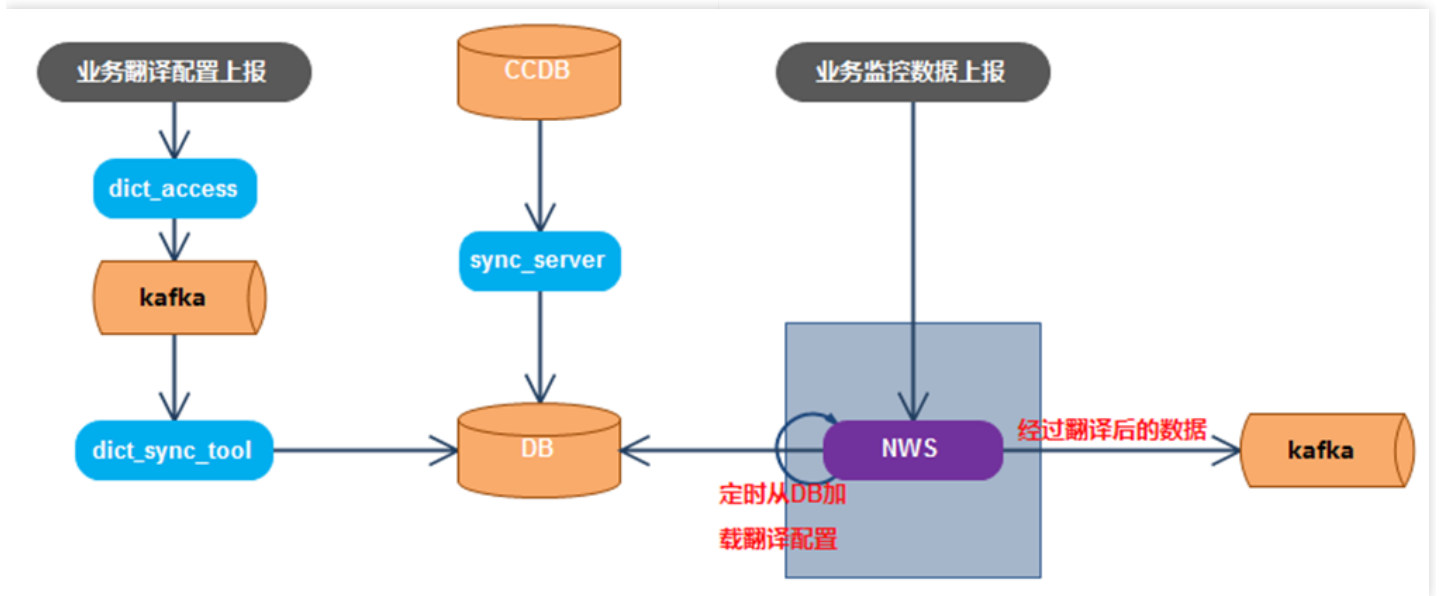 业务翻译配置上报
CCDB
业务监控数据上报
dict_access
sync_server
kafka
dict_sync_tool
DB
NWS
经过翻译后的数据
kafka
定时从DB加
载翻译配置